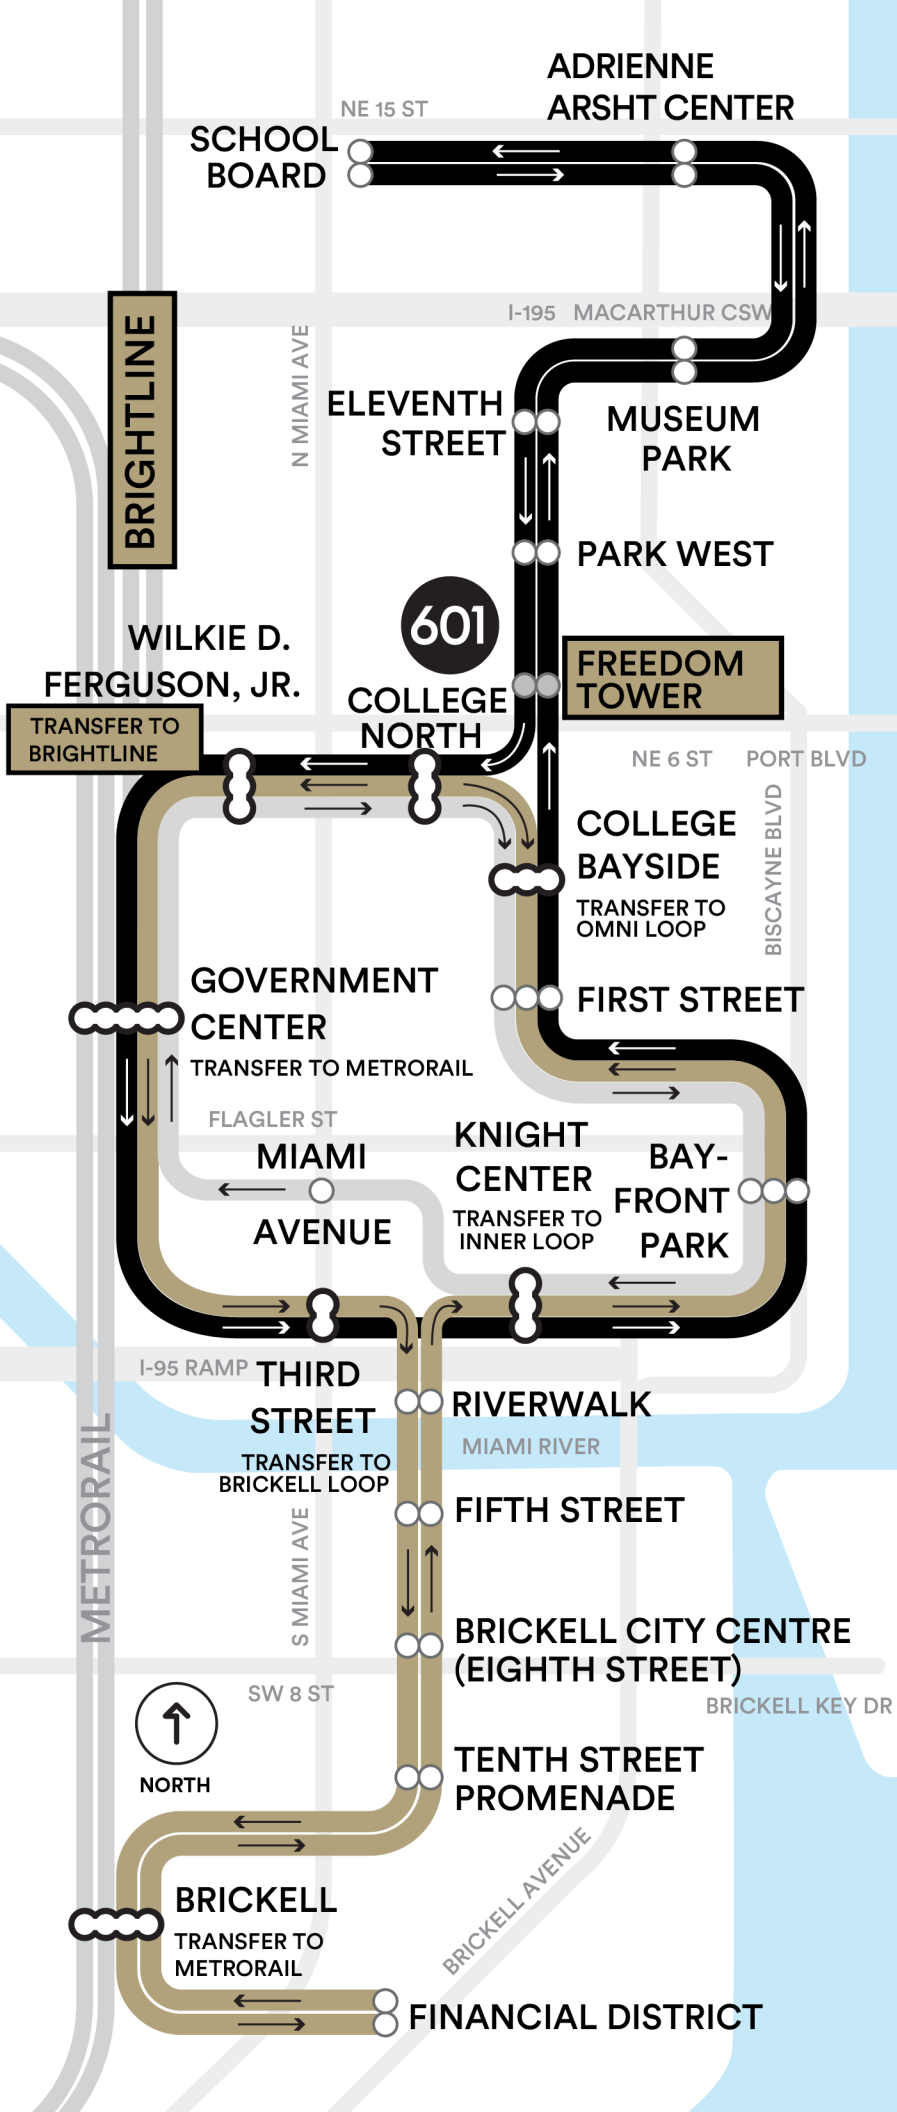 ADRIENNE
ARSHT CENTER
NE 15 ST
SCHOOL
BOARD
I-195
MACARTHUR CSW
BRIGHTLINE
N MIAMI AVE
ELEVENTH
STREET
MUSEUM
PARK
PARK WEST
601
WILKIE D.
FERGUSON, JR.
TRANSFER TO
BRIGHTLINE
COLLEGE
NORTH
FREEDOM
TOWER
NE 6 ST
PORT BLVD
BISCAYNE BLVD
COLLEGE
BAYSIDE
TRANSFER TO
OMNI LOOP
GOVERNMENT
CENTER
TRANSFER TO METRORAIL
FIRST STREET
FLAGLER ST
MIAMI
AVENUE
KNIGHT
CENTER
TRANSFER TO
INNER LOOP
BAY-
FRONT
PARK
I-95 RAMP
THIRD
STREET
TRANSFER TO
BRICKELL LOOP
RIVERWALK
MIAMI RIVER
METRORAIL
S MIAMI AVE
FIFTH STREET
BRICKELL CITY CENTRE
(EIGHTH STREET)
SW 8 ST
BRICKELL KEY DR
NORTH
TENTH STREET
PROMENADE
BRICKELL AVENUE
BRICKELL
TRANSFER TO
METRORAIL
FINANCIAL DISTRICT